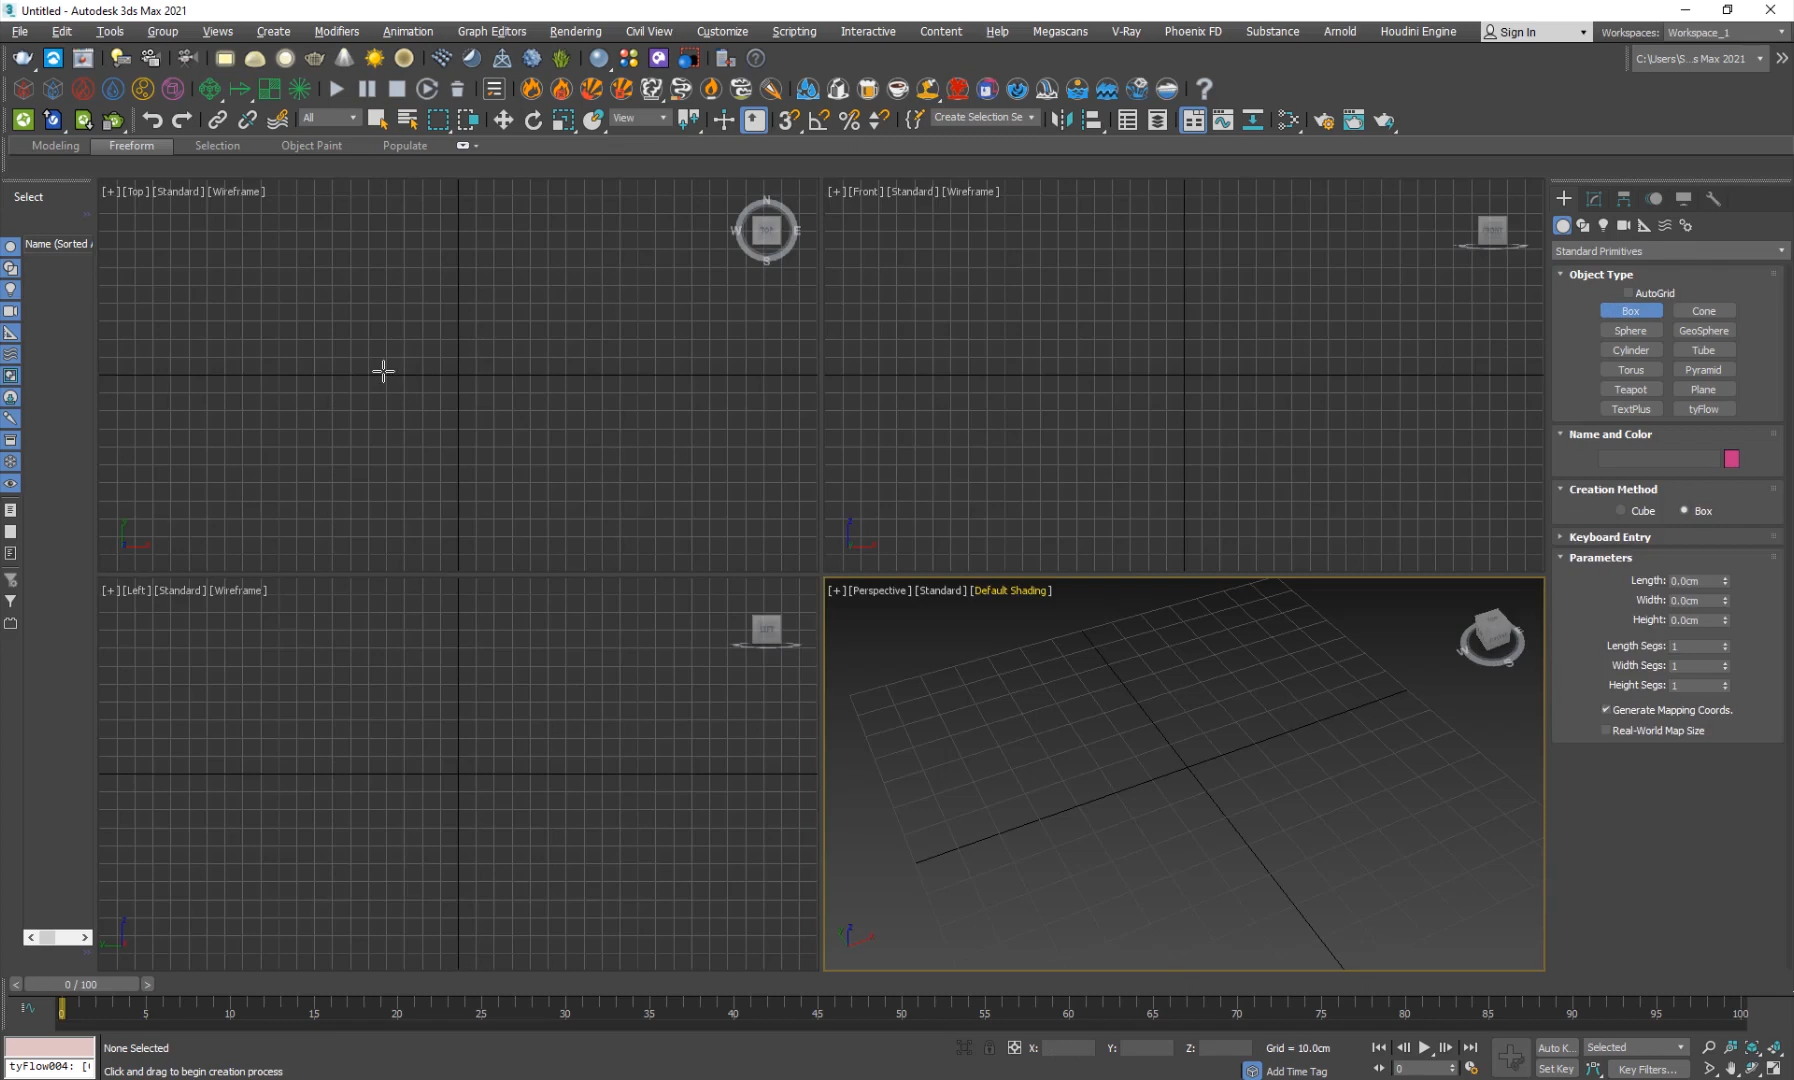 Untitled - Autodesk 3ds Max 2021
File Edit Tools Group Views Create Modifiers Animation Graph Editors Rendering Civil View Customize Scripting Interactive Content Help Megascans V-Ray Phoenix FD Substance Arnold Houdini Engine Sign In Workspaces: Workspace_1
C:\Users\S...s Max 2021
All View Create Selection Se
Modeling Freeform Selection Object Paint Populate
Select
Name (Sorted A
[+] [Top] [Standard] [Wireframe]
N
W TOP E
S
[+] [Front] [Standard] [Wireframe]
FRONT
[+] [Left] [Standard] [Wireframe]
LEFT
[+] [Perspective] [Standard] [Default Shading]
Standard Primitives
Object Type
AutoGrid
Box Cone
Sphere GeoSphere
Cylinder Tube
Torus Pyramid
Teapot Plane
TextPlus tyFlow
Name and Color
Creation Method
Cube Box
Keyboard Entry
Parameters
Length: 0.0cm
Width: 0.0cm
Height: 0.0cm
Length Segs: 1
Width Segs: 1
Height Segs: 1
Generate Mapping Coords.
Real-World Map Size
< 0 / 100 >
0 5 10 15 20 25 30 35 40 45 50 55 60 65 70 75 80 85 90 95 100
None Selected X: Y: Z: Grid = 10.0cm Auto K... Selected
tyFlow004: [
Click and drag to begin creation process Add Time Tag 0 Set Key Key Filters...